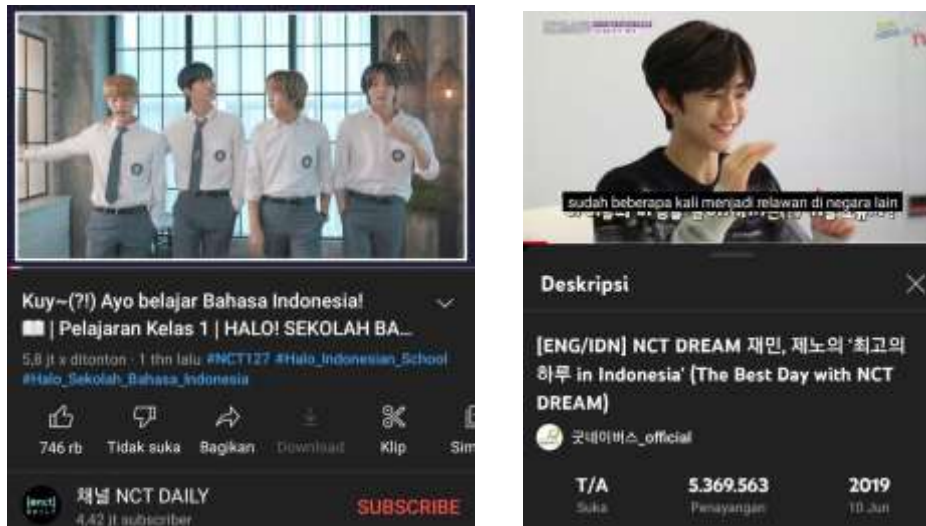 Kuy~(?!) Ayo belajar Bahasa Indonesia!
📖 | Pelajaran Kelas 1 | HALO! SEKOLAH BA...
5,8 jt x ditonton · 1 thn lalu #NCT127 #Halo_Indonesian_School
#Halo_Sekolah_Bahasa_Indonesia
746 rb Tidak suka Bagikan Download Klip Sim
채널 NCT DAILY
SUBSCRIBE
4,42 jt subscriber
sudah beberapa kali menjadi relawan di negara lain
Deskripsi
[ENG/IDN] NCT DREAM 재민, 제노의 '최고의
하루 in Indonesia' (The Best Day with NCT
DREAM)
굿네이버스_official
T/A 5.369.563 2019
Suka Penayangan 10 Jun